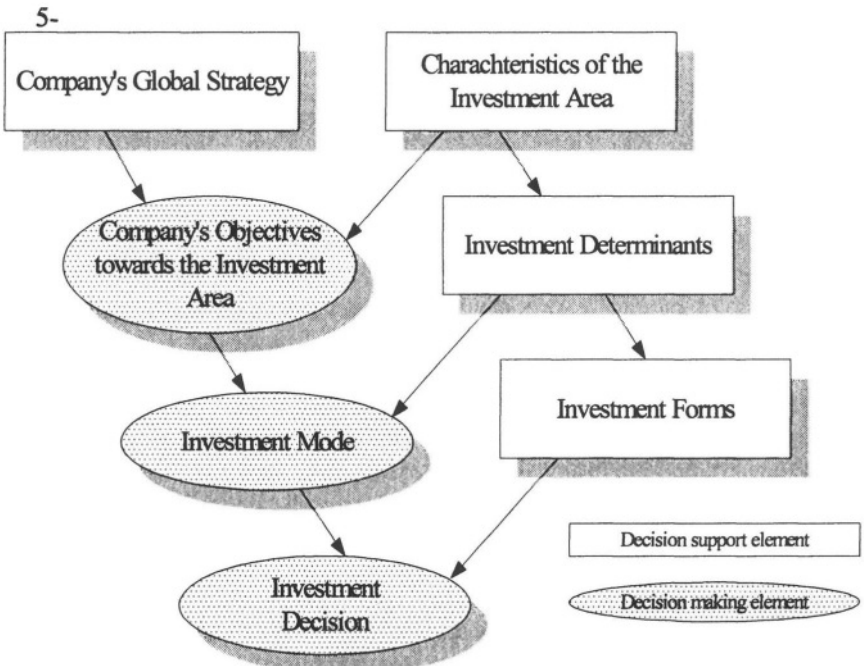 5-
Company's Global Strategy
Charachteristics of the
Investment Area
Company's Objectives
towards the Investment
Area
Investment Determinants
Investment Mode
Investment Forms
Investment
Decision
Decision support element
Decision making element